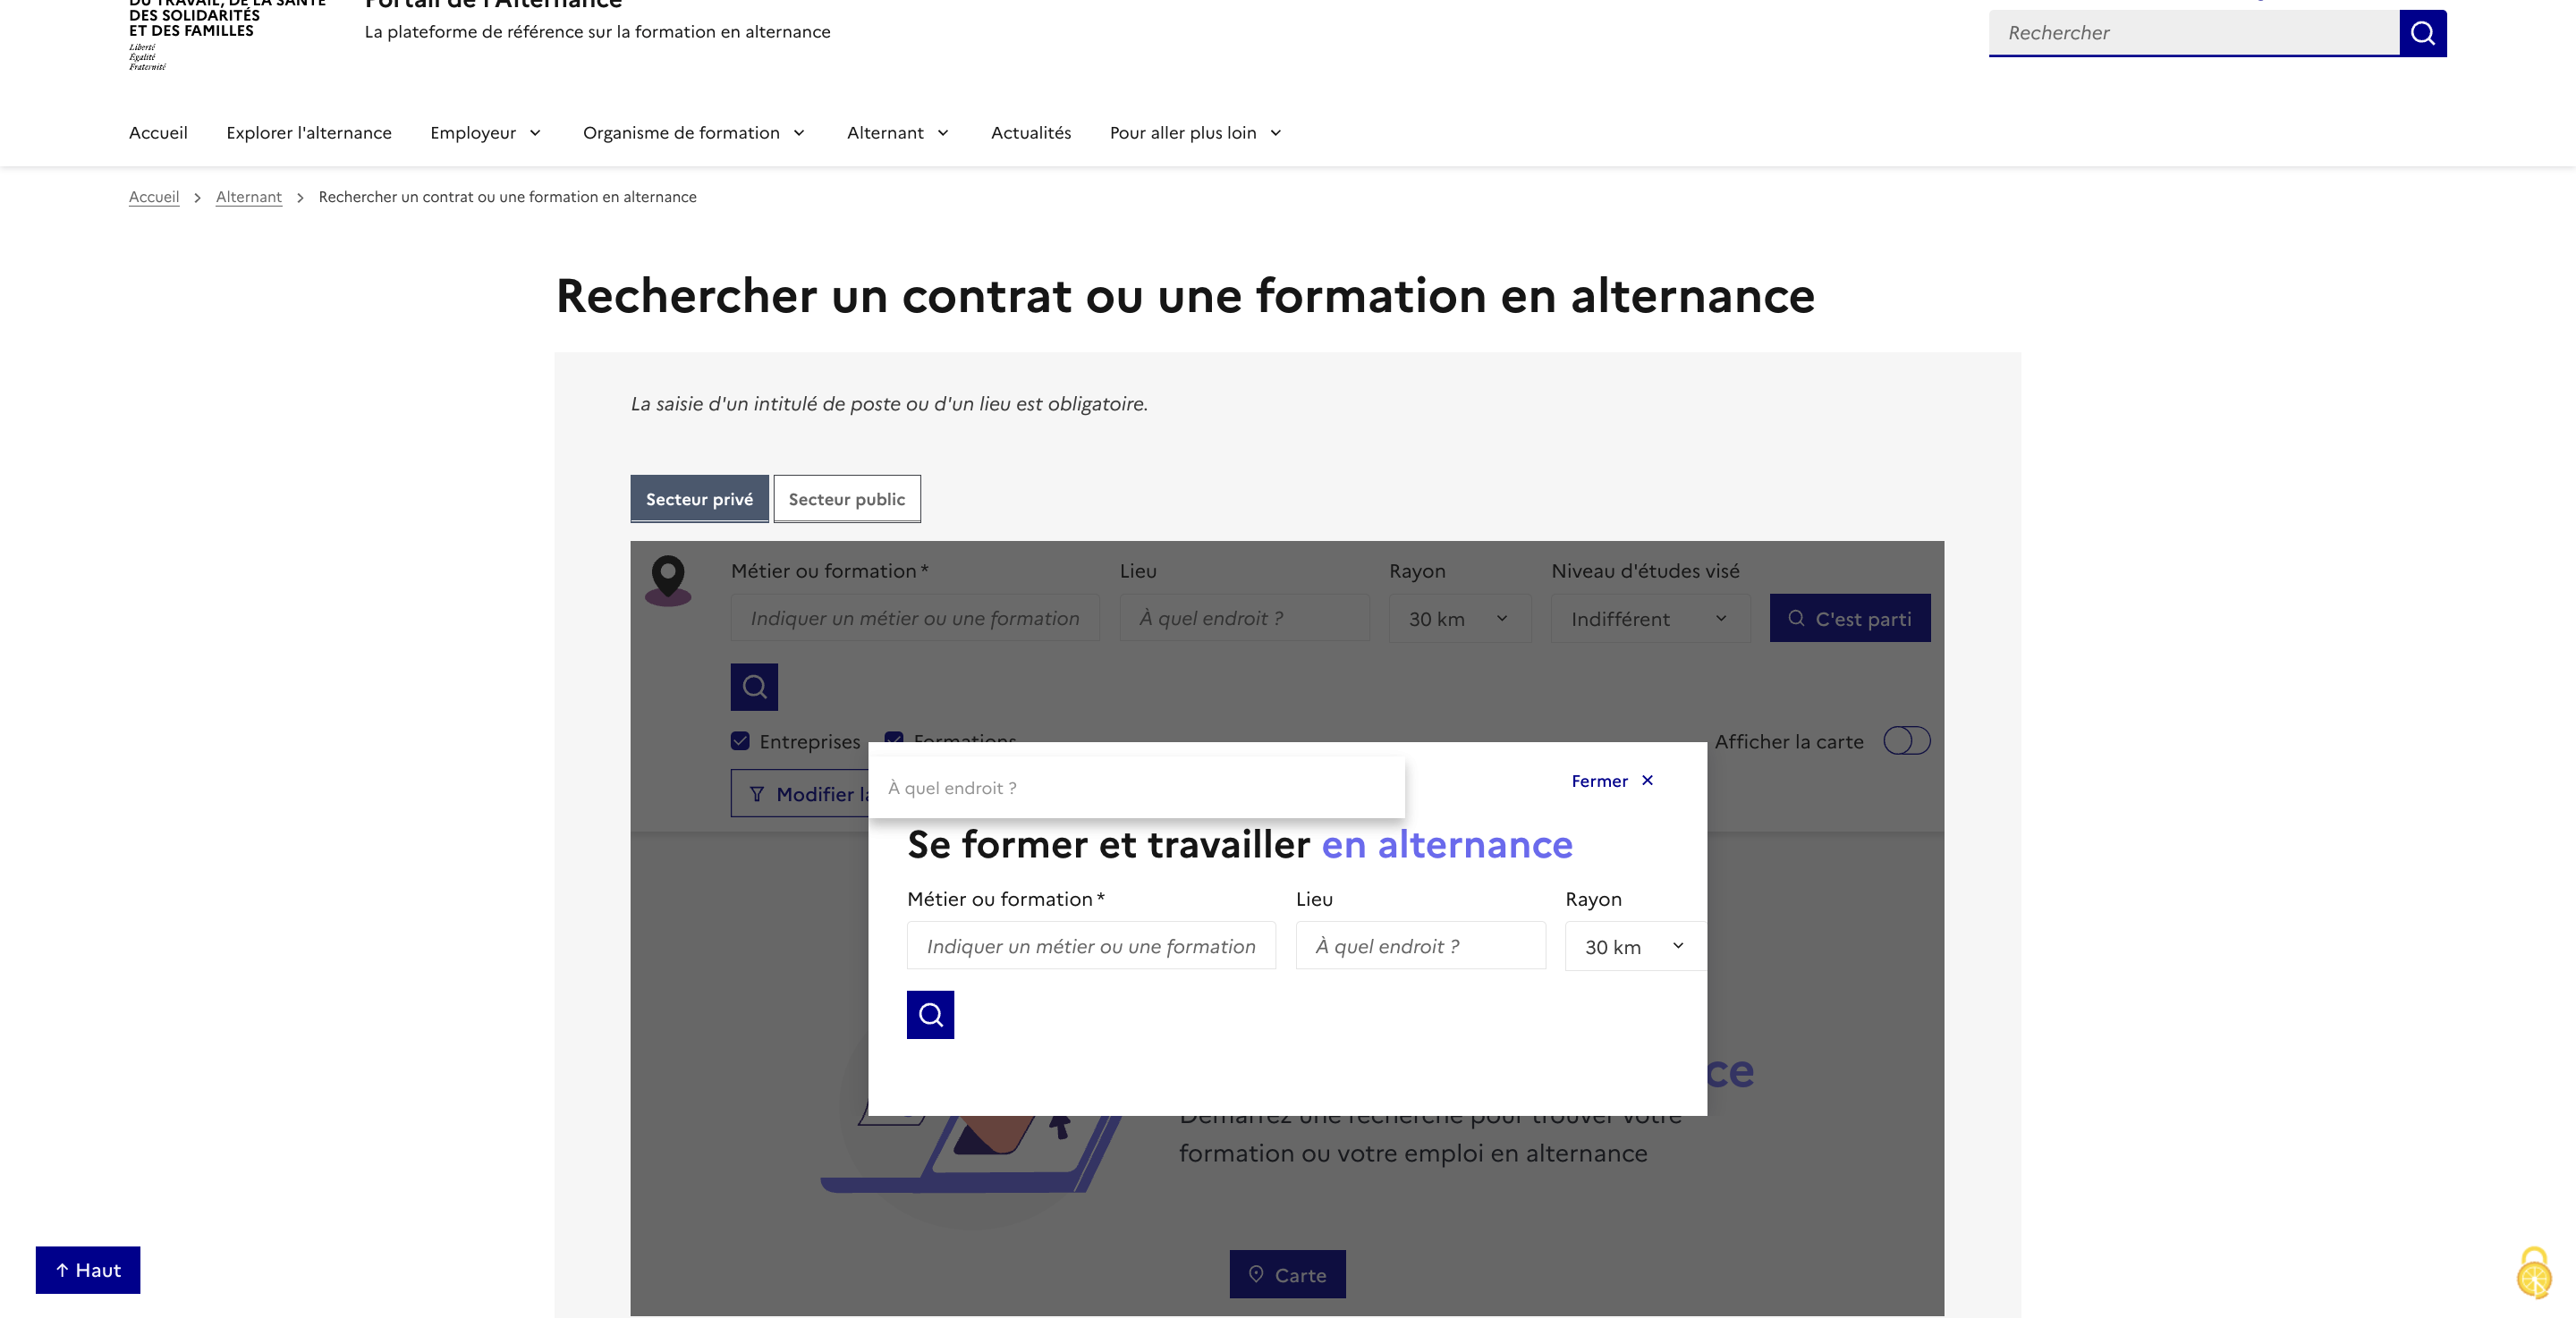 DES SOLIDARITÉS
ET DES FAMILLES
Liberté
Égalité
Fraternité
Portail de l'Alternance
La plateforme de référence sur la formation en alternance
Rechercher
Accueil Explorer l'alternance Employeur Organisme de formation Alternant Actualités Pour aller plus loin
Accueil > Alternant > Rechercher un contrat ou une formation en alternance
Rechercher un contrat ou une formation en alternance
La saisie d'un intitulé de poste ou d'un lieu est obligatoire.
Secteur privé Secteur public
Métier ou formation * Lieu Rayon Niveau d'études visé
Indiquer un métier ou une formation À quel endroit ? 30 km Indifférent C'est parti
Entreprises Formations Afficher la carte
Modifier
À quel endroit ?
Fermer ×
Se former et travailler en alternance
Métier ou formation * Lieu Rayon
Indiquer un métier ou une formation À quel endroit ? 30 km
ce
Démarrez une recherche pour trouver votre
formation ou votre emploi en alternance
Carte
↑ Haut